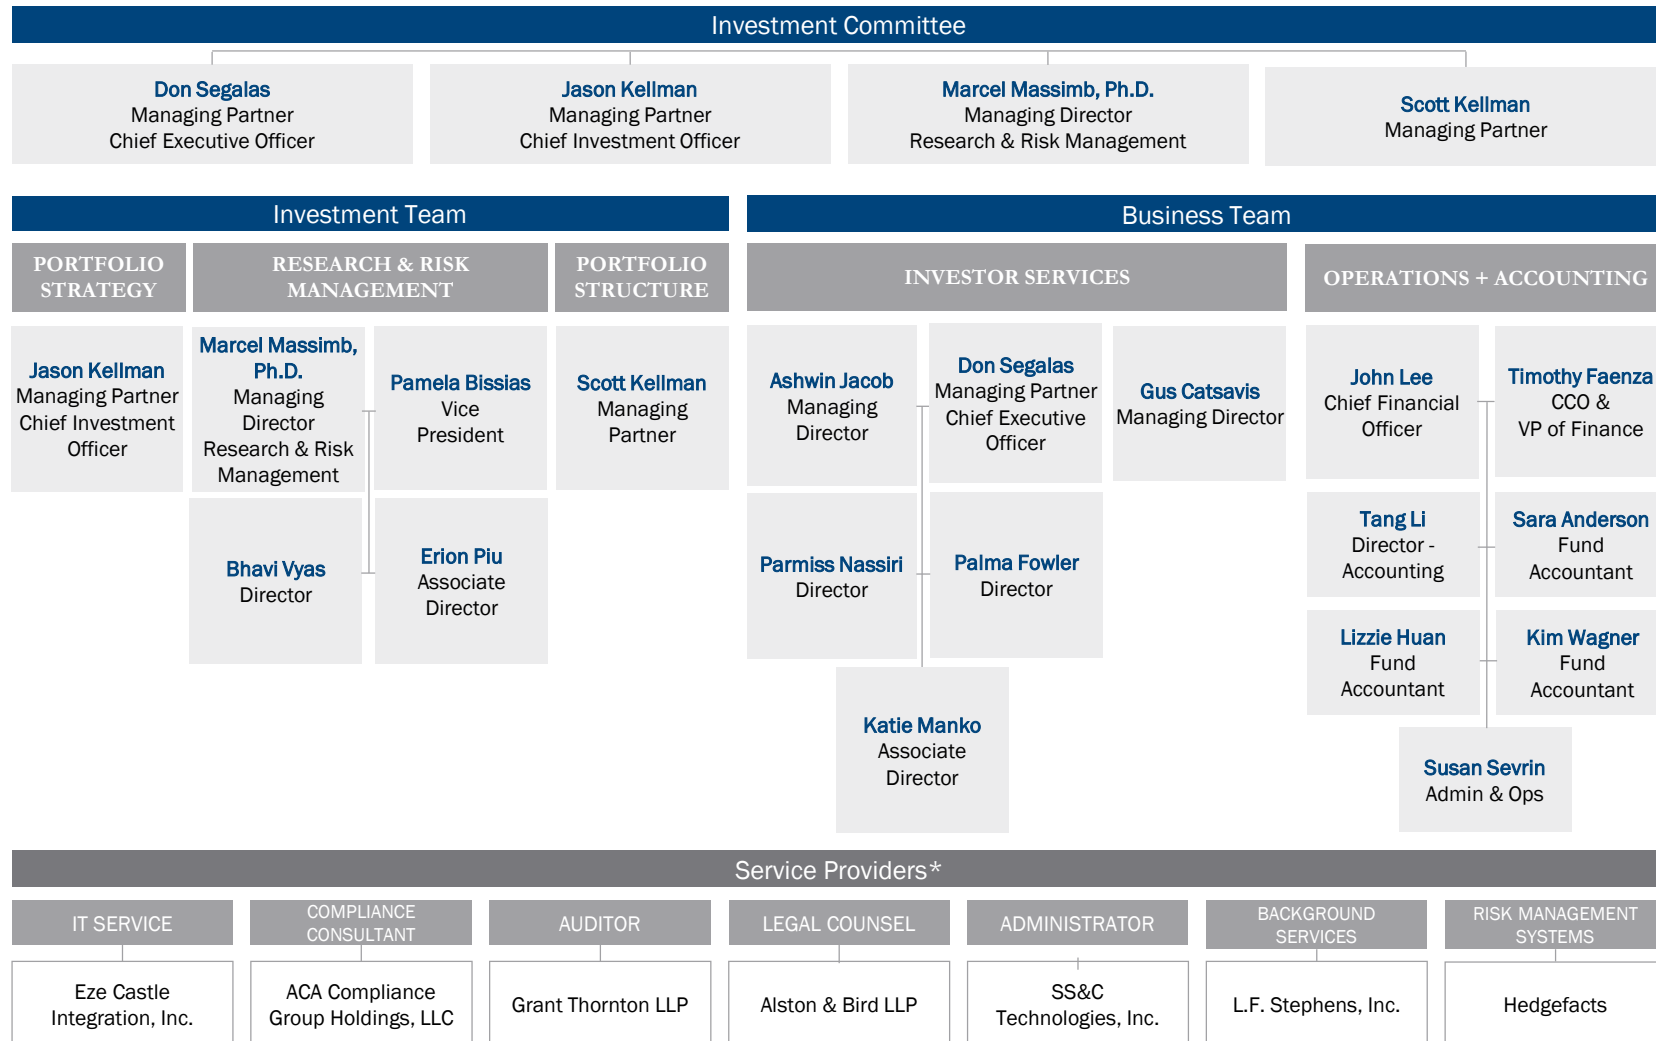 Investment Committee
Don Segalas
Managing Partner
Chief Executive Officer
Jason Kellman
Managing Partner
Chief Investment Officer
Marcel Massimb, Ph.D.
Managing Director
Research & Risk Management
Scott Kellman
Managing Partner
Investment Team
Business Team
PORTFOLIO
STRATEGY
RESEARCH & RISK
MANAGEMENT
PORTFOLIO
STRUCTURE
INVESTOR SERVICES
OPERATIONS + ACCOUNTING
Jason Kellman
Managing Partner
Chief Investment
Officer
Marcel Massimb,
Ph.D.
Managing
Director
Research & Risk
Management
Pamela Bissias
Vice
President
Bhavi Vyas
Director
Erion Piu
Associate
Director
Scott Kellman
Managing
Partner
Ashwin Jacob
Managing
Director
Don Segalas
Managing Partner
Chief Executive
Officer
Gus Catsavis
Managing Director
Parmiss Nassiri
Director
Palma Fowler
Director
Katie Manko
Associate
Director
John Lee
Chief Financial
Officer
Timothy Faenza
CCO &
VP of Finance
Tang Li
Director -
Accounting
Sara Anderson
Fund
Accountant
Lizzie Huan
Fund
Accountant
Kim Wagner
Fund
Accountant
Susan Sevrin
Admin & Ops
Service Providers*
IT SERVICE
Eze Castle
Integration, Inc.
COMPLIANCE
CONSULTANT
ACA Compliance
Group Holdings, LLC
AUDITOR
Grant Thornton LLP
LEGAL COUNSEL
Alston & Bird LLP
ADMINISTRATOR
SS&C
Technologies, Inc.
BACKGROUND
SERVICES
L.F. Stephens, Inc.
RISK MANAGEMENT
SYSTEMS
Hedgefacts